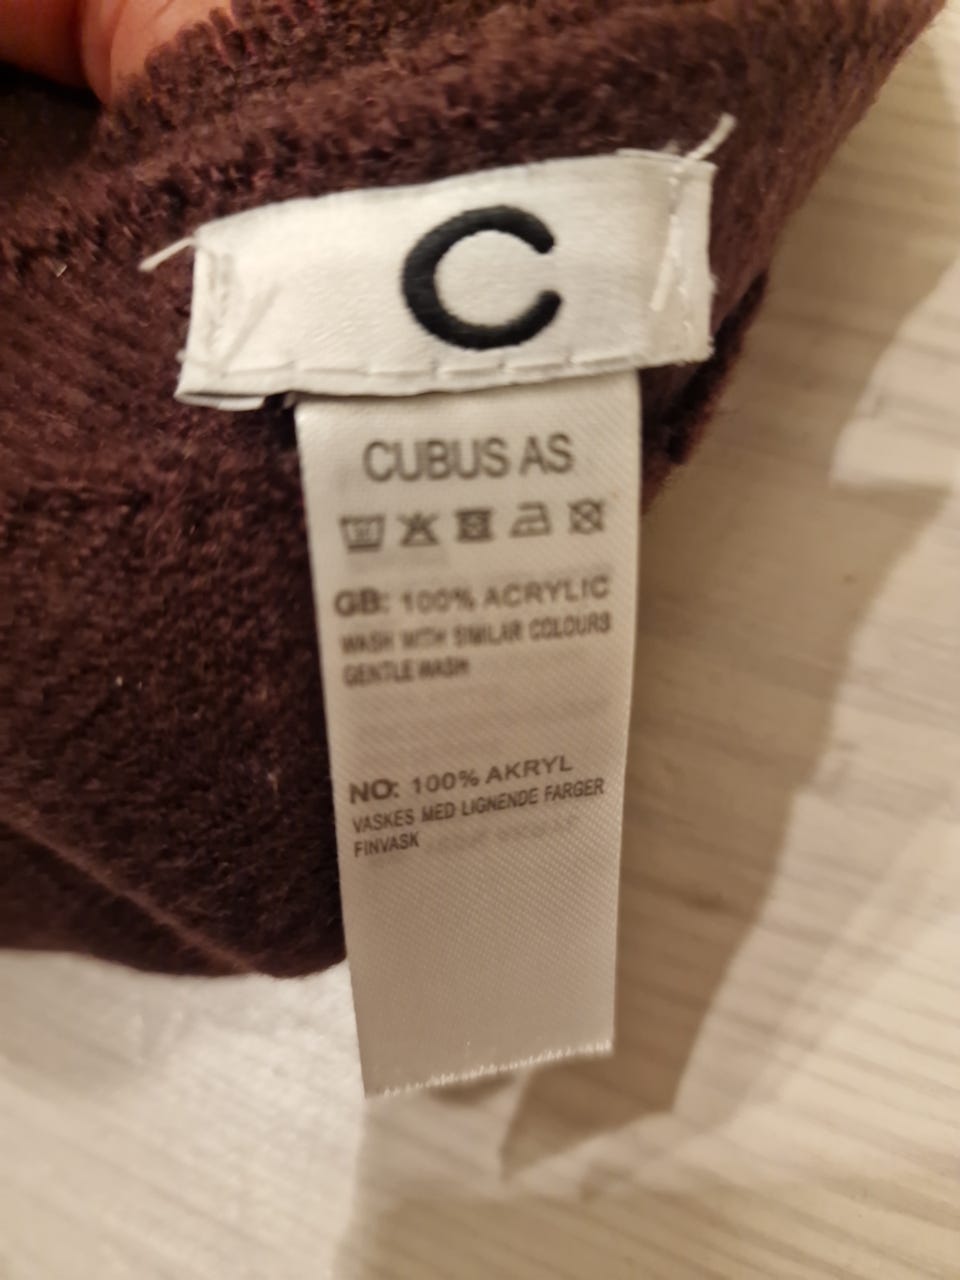 C
CUBUS AS
GB: 100% ACRYLIC
WASH WITH SIMILAR COLOURS
GENTLE WASH
NO: 100% AKRYL
VASKES MED LIGNENDE FARGER
FINVASK